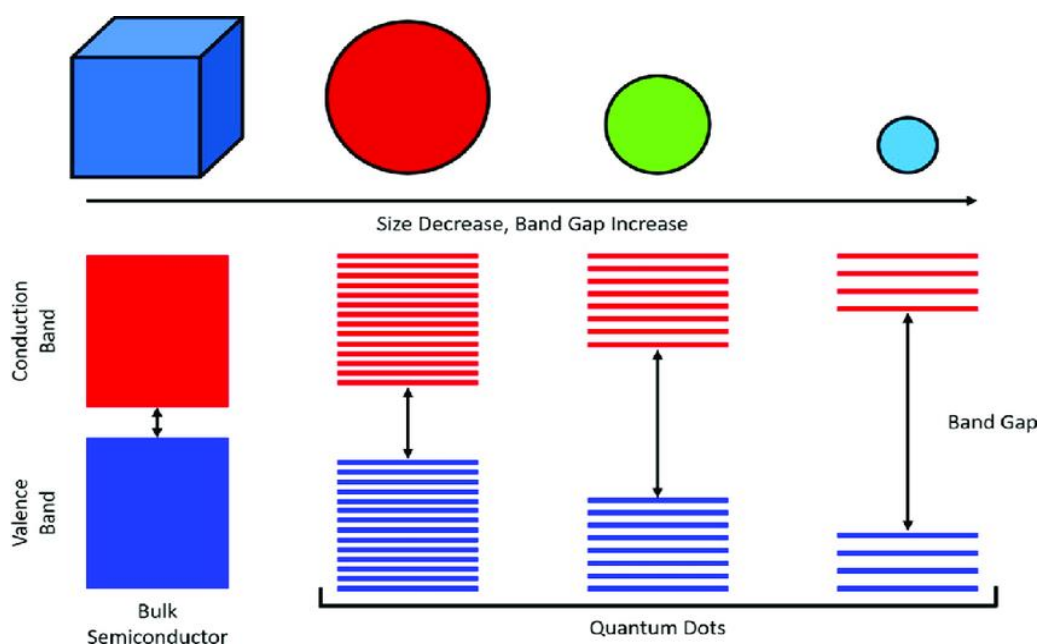 Size Decrease, Band Gap Increase
Conduction
Band
Valence
Band
Band Gap
Bulk
Semiconductor
Quantum Dots